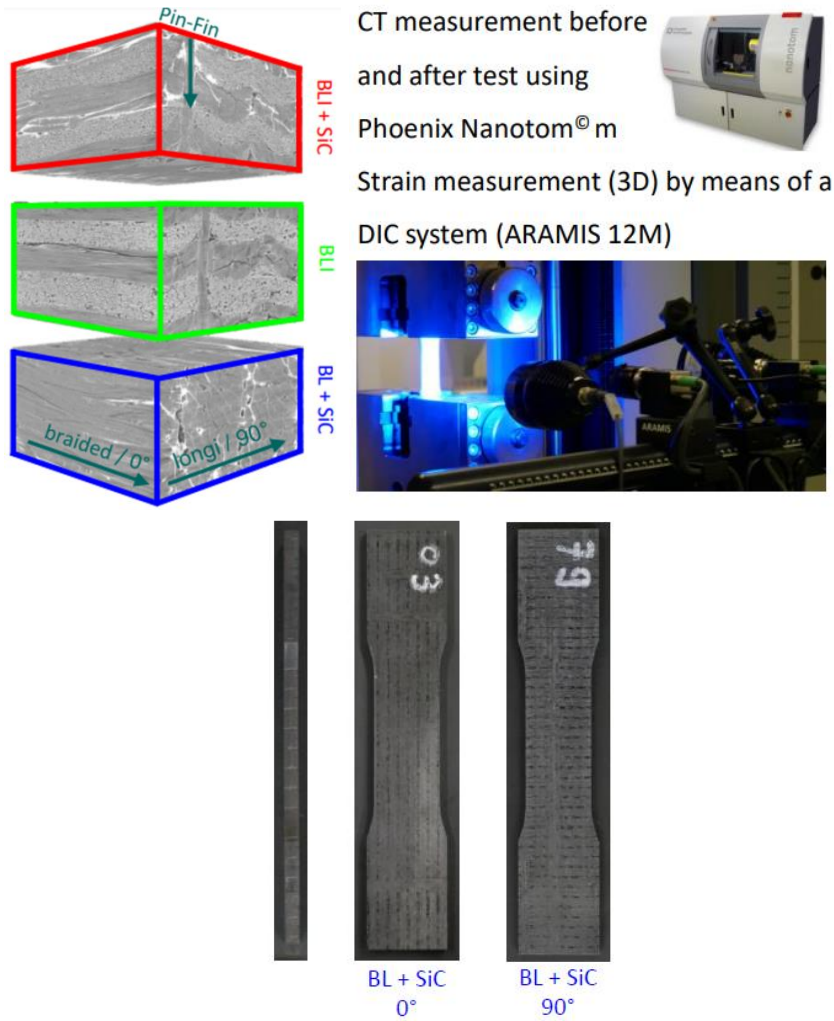 Pin-Fin
BLI + SiC
BLI
BL + SiC
braided / 0°
longi / 90°
CT measurement before
and after test using
Phoenix Nanotom© m
Strain measurement (3D) by means of a
DIC system (ARAMIS 12M)
nanotom
ARAMIS
03
79
BL + SiC
0°
BL + SiC
90°